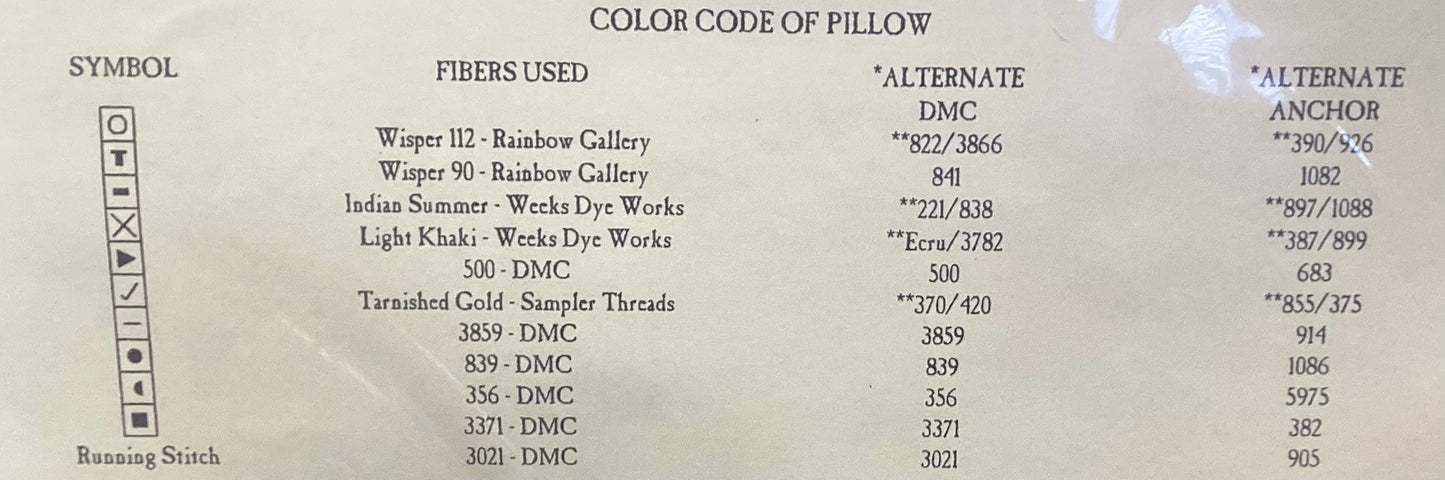 COLOR CODE OF PILLOW
SYMBOL FIBERS USED *ALTERNATE *ALTERNATE
DMC ANCHOR
Wisper 112 - Rainbow Gallery **822/3866 **390/926
Wisper 90 - Rainbow Gallery 841 1082
Indian Summer - Weeks Dye Works **221/838 **897/1088
Light Khaki - Weeks Dye Works **Ecru/3782 **387/899
500 - DMC 500 683
Tarnished Gold - Sampler Threads **370/420 **855/375
3859 - DMC 3859 914
839 - DMC 839 1086
356 - DMC 356 5975
3371 - DMC 3371 382
Running Stitch 3021 - DMC 3021 905